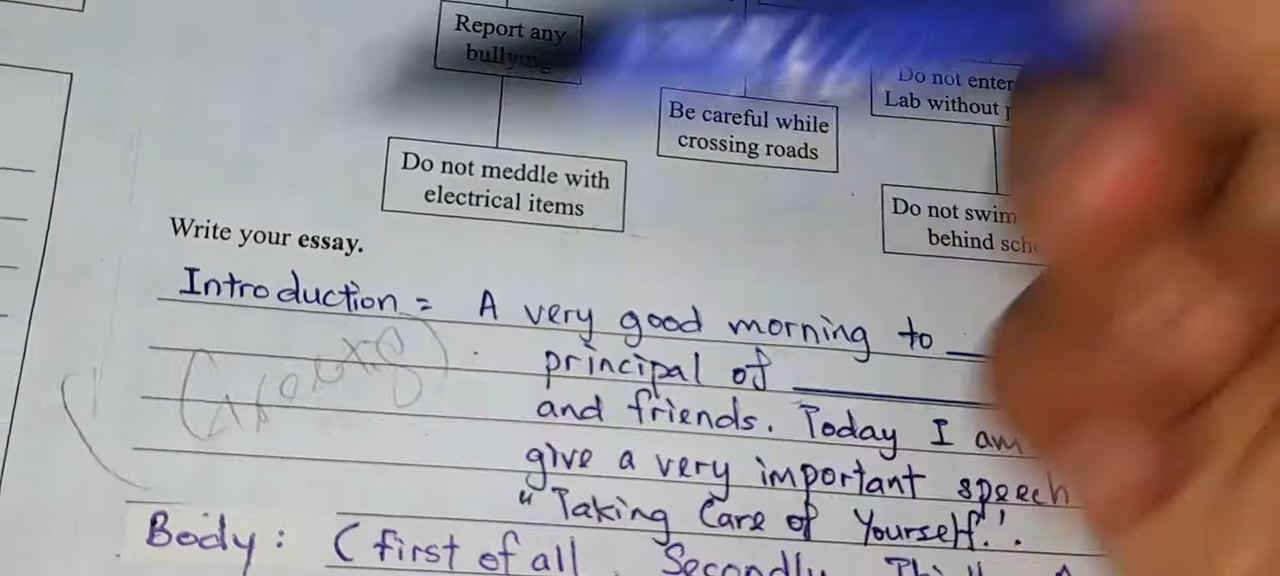 Report any
bullying
Do not enter
Lab without
Be careful while
crossing roads
Do not meddle with
electrical items
Do not swim
behind
Write your essay.
Introduction = A very good morning to
principal of
and friends. Today I am
give a very important speech
"Taking Care of Yourself".
Body: (first of all, Secondly,